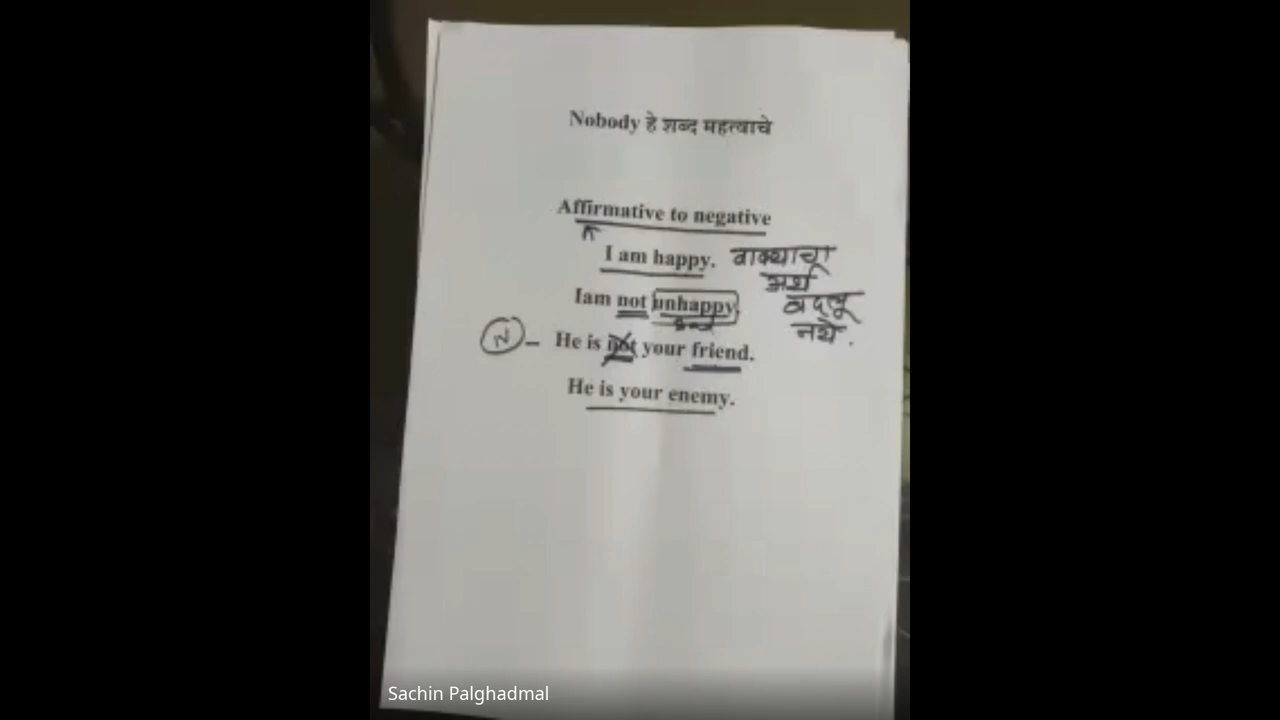 Nobody हे शब्द महत्वाचे
Affirmative to negative
I am happy. वाक्याचा
अर्थ
Iam not unhappy. बदलू
नये.
N – He is not your friend.
He is your enemy.
Sachin Palghadmal